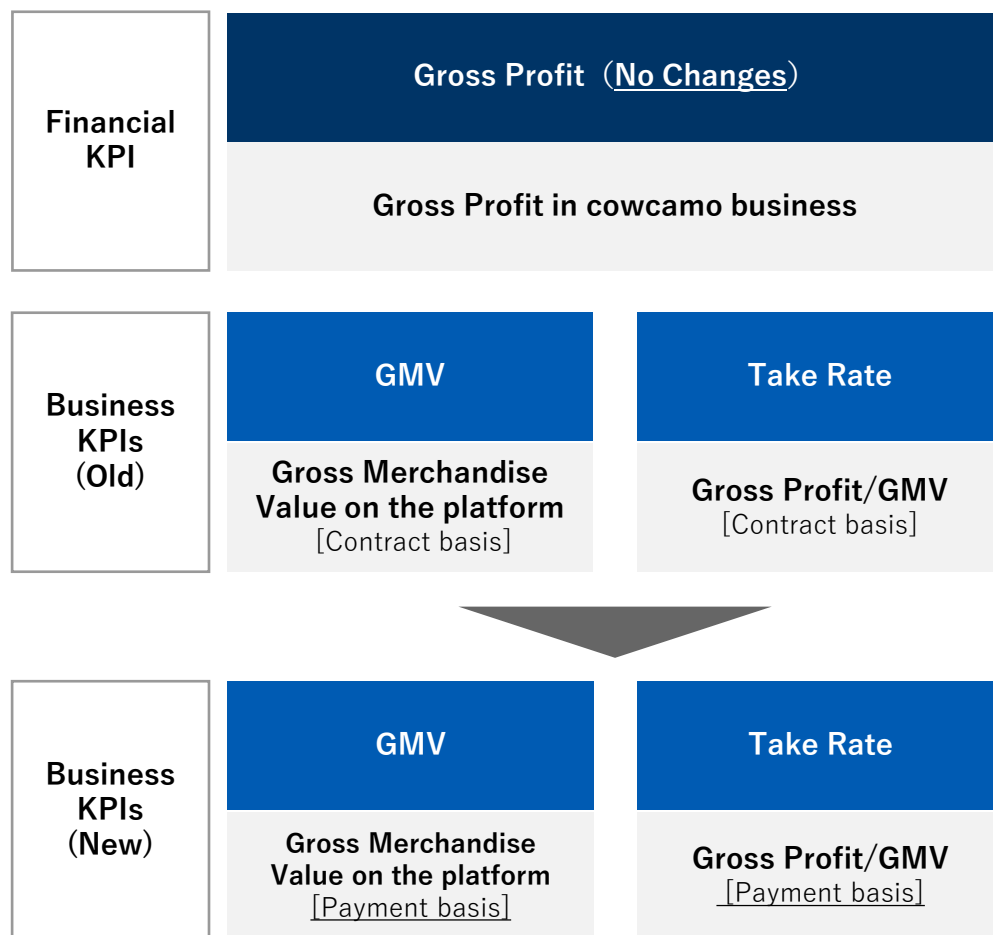 Financial
KPI
Gross Profit（No Changes）
Gross Profit in cowcamo business
Business
KPIs
(Old)
GMV
Gross Merchandise
Value on the platform
[Contract basis]
Take Rate
Gross Profit/GMV
[Contract basis]
Business
KPIs
(New)
GMV
Gross Merchandise
Value on the platform
[Payment basis]
Take Rate
Gross Profit/GMV
[Payment basis]